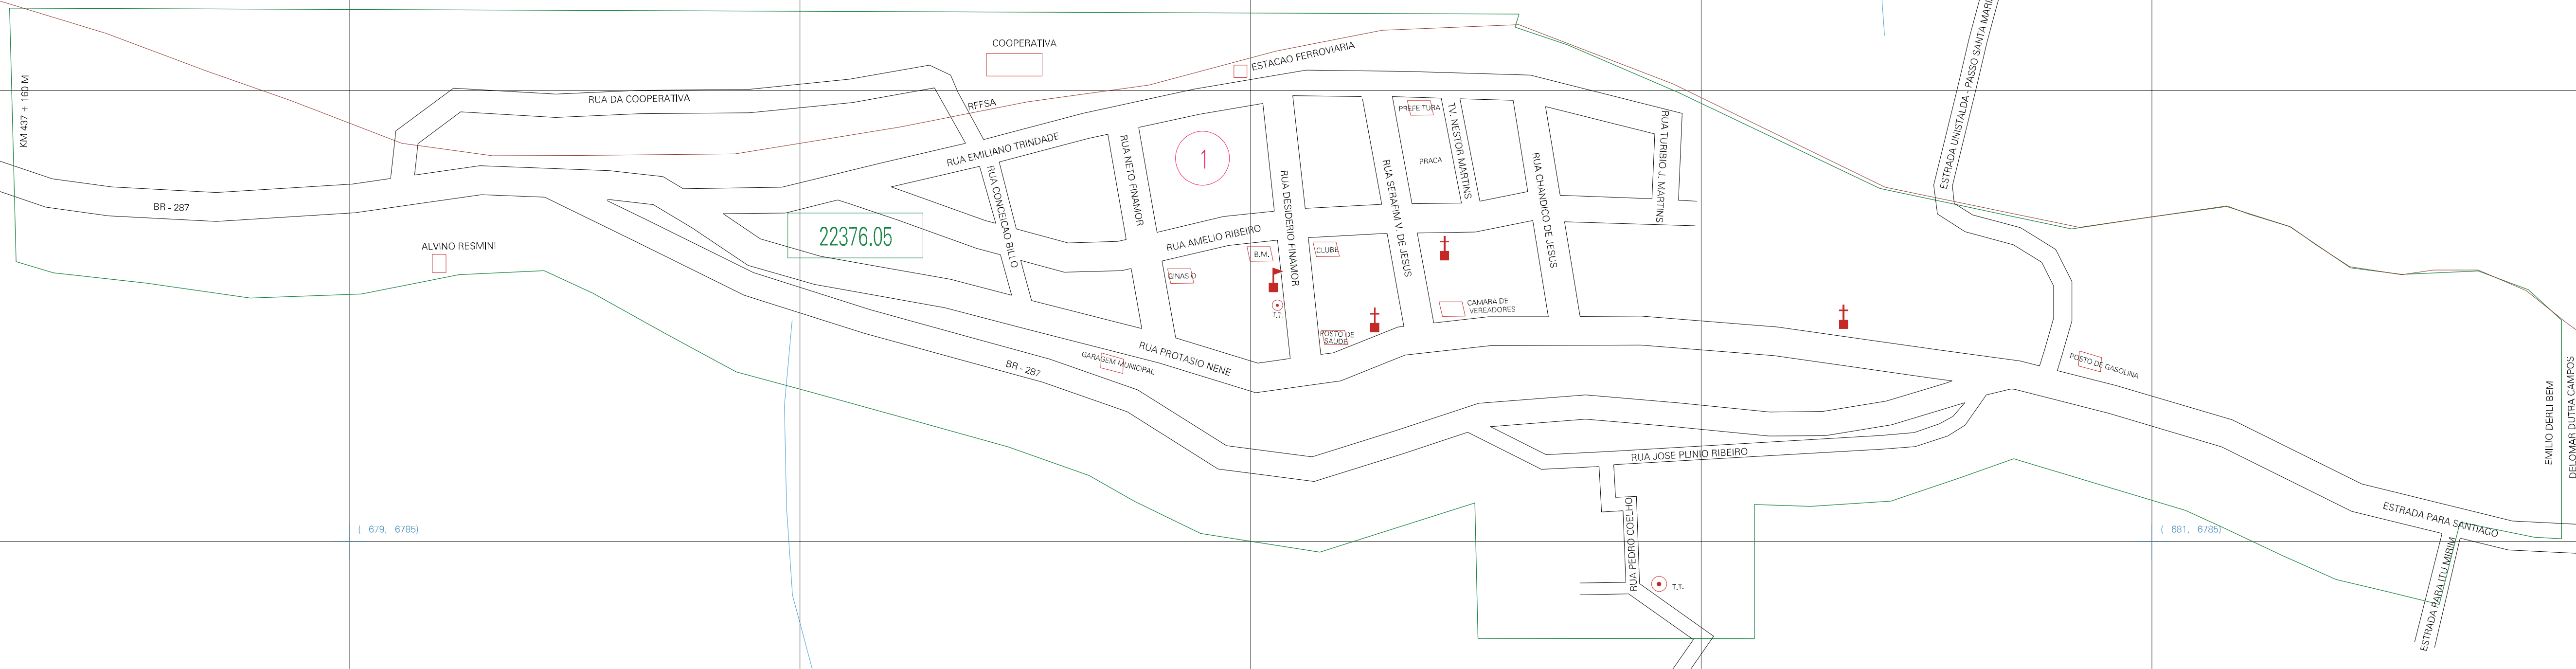 COOPERATIVA
ESTACAO FERROVIARIA
ESTRADA UNISTALDA - PASSO SANTA MARI
KM 437 + 160 M
RUA DA COOPERATIVA
RFFSA
PREFEITURA
TV. NESTOR MARTINS
RUA TURIBIO J. MARTINS
RUA EMILIANO TRINDADE
RUA NETO FINAMOR
1
PRACA
RUA CONCEICAO BILLO
RUA DESIDERIO FINAMOR
RUA SERAFIM V. DE JESUS
RUA CHANDICO DE JESUS
BR - 287
22376.05
ALVINO RESMINI
RUA AMELIO RIBEIRO
B.M.
CLUBE
GINASIO
T.T.
CAMARA DE
VEREADORES
POSTO DE
SAUDE
RUA PROTASIO NENE
GARAGEM MUNICIPAL
BR - 287
POSTO DE GASOLINA
EMILIO DERLI BEM
DELOMAR DUTRA CAMPOS
RUA JOSE PLINIO RIBEIRO
RUA PEDRO COELHO
( 679, 6785)
( 681, 6785)
ESTRADA PARA SANTIAGO
ESTRADA PARA ITU MIRIM
T.T.